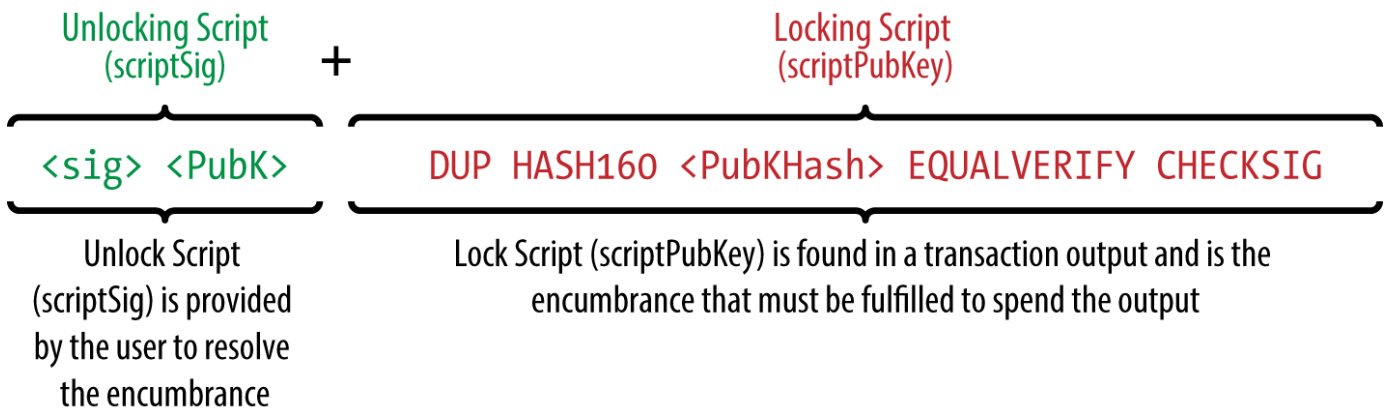 Unlocking Script
(scriptSig)
+
Locking Script
(scriptPubKey)
<sig> <PubK>
DUP HASH160 <PubKHash> EQUALVERIFY CHECKSIG
Unlock Script
(scriptSig) is provided
by the user to resolve
the encumbrance
Lock Script (scriptPubKey) is found in a transaction output and is the
encumbrance that must be fulfilled to spend the output